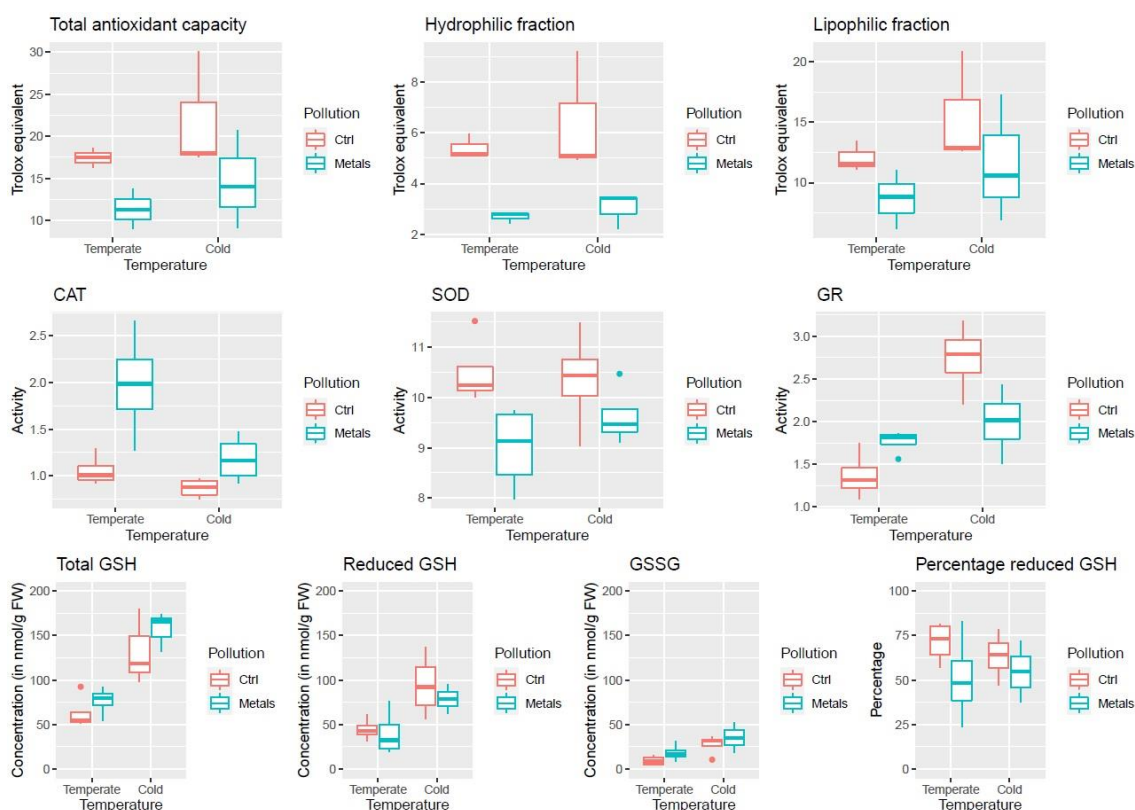 Total antioxidant capacity
Trolox equivalent
30
25
20
15
10
Temperate Cold
Temperature
Pollution
Ctrl
Metals
Hydrophilic fraction
Trolox equivalent
8
6
4
2
Temperate Cold
Temperature
Pollution
Ctrl
Metals
Lipophilic fraction
Trolox equivalent
20
15
10
Temperate Cold
Temperature
Pollution
Ctrl
Metals
CAT
Activity
2.5
2.0
1.5
1.0
Temperate Cold
Temperature
Pollution
Ctrl
Metals
SOD
Activity
11
10
9
8
Temperate Cold
Temperature
Pollution
Ctrl
Metals
GR
Activity
3.0
2.5
2.0
1.5
1.0
Temperate Cold
Temperature
Pollution
Ctrl
Metals
Total GSH
Concentration (in nmol/g FW)
200
150
100
50
0
Temperate Cold
Temperature
Pollution
Ctrl
Metals
Reduced GSH
Concentration (in nmol/g FW)
200
150
100
50
0
Temperate Cold
Temperature
Pollution
Ctrl
Metals
GSSG
Concentration (in nmol/g FW)
200
150
100
50
0
Temperate Cold
Temperature
Pollution
Ctrl
Metals
Percentage reduced GSH
Percentage
100
75
50
25
0
Temperate Cold
Temperature
Pollution
Ctrl
Metals